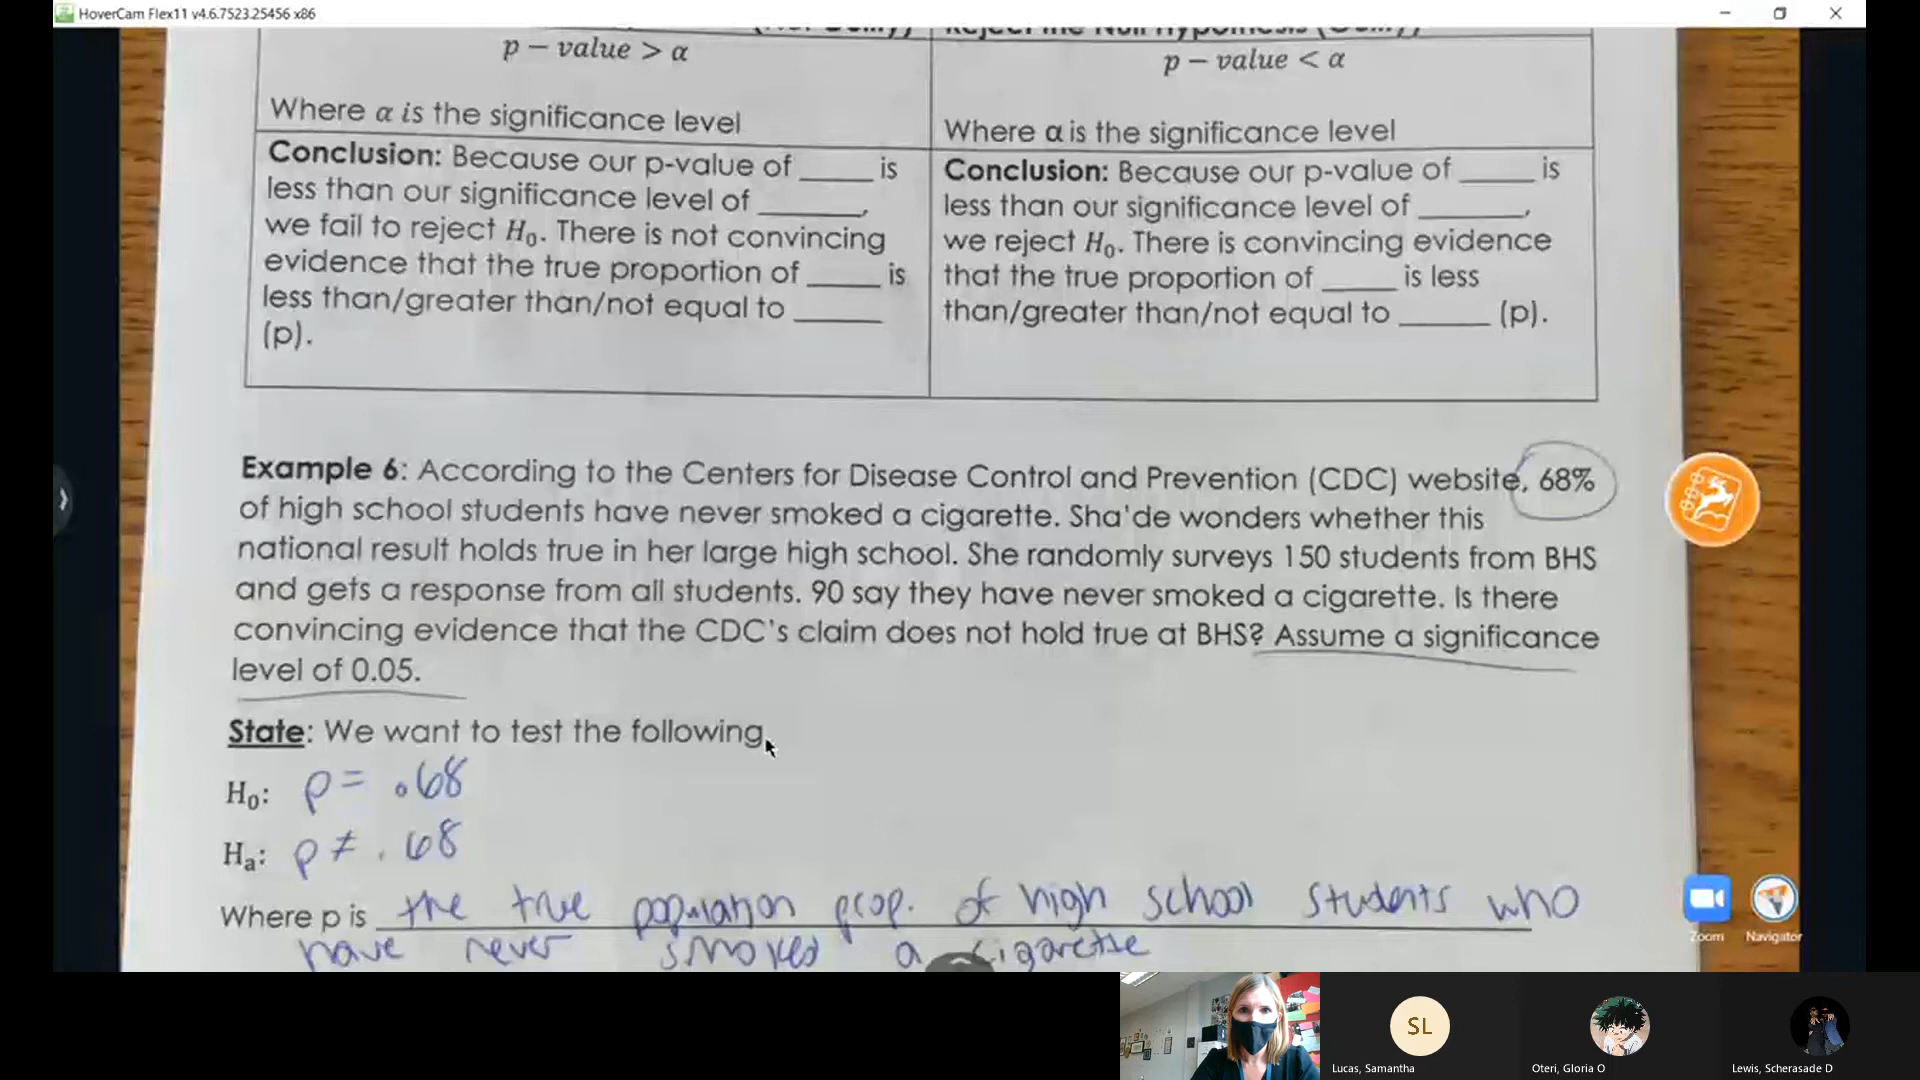 HoverCam Flex11 v4.6.7523.25456 x86
Reject the Null Hypothesis
p − value > α
p − value < α
Where α is the significance level
Where α is the significance level
Conclusion: Because our p-value of _____ is
less than our significance level of _______,
we fail to reject H₀. There is not convincing
evidence that the true proportion of _____ is
less than/greater than/not equal to ______
(p).
Conclusion: Because our p-value of _____ is
less than our significance level of _______,
we reject H₀. There is convincing evidence
that the true proportion of _____ is less
than/greater than/not equal to ______ (p).
Example 6: According to the Centers for Disease Control and Prevention (CDC) website, 68%
of high school students have never smoked a cigarette. Sha'de wonders whether this
national result holds true in her large high school. She randomly surveys 150 students from BHS
and gets a response from all students. 90 say they have never smoked a cigarette. Is there
convincing evidence that the CDC's claim does not hold true at BHS? Assume a significance
level of 0.05.
State: We want to test the following
H₀: p = .68
Hₐ: p ≠ .68
Where p is the true population prop. of high school students who
have never smoked a cigarette
Zoom
Navigator
SL
Lucas, Samantha
Oteri, Gloria O
Lewis, Scherasade D